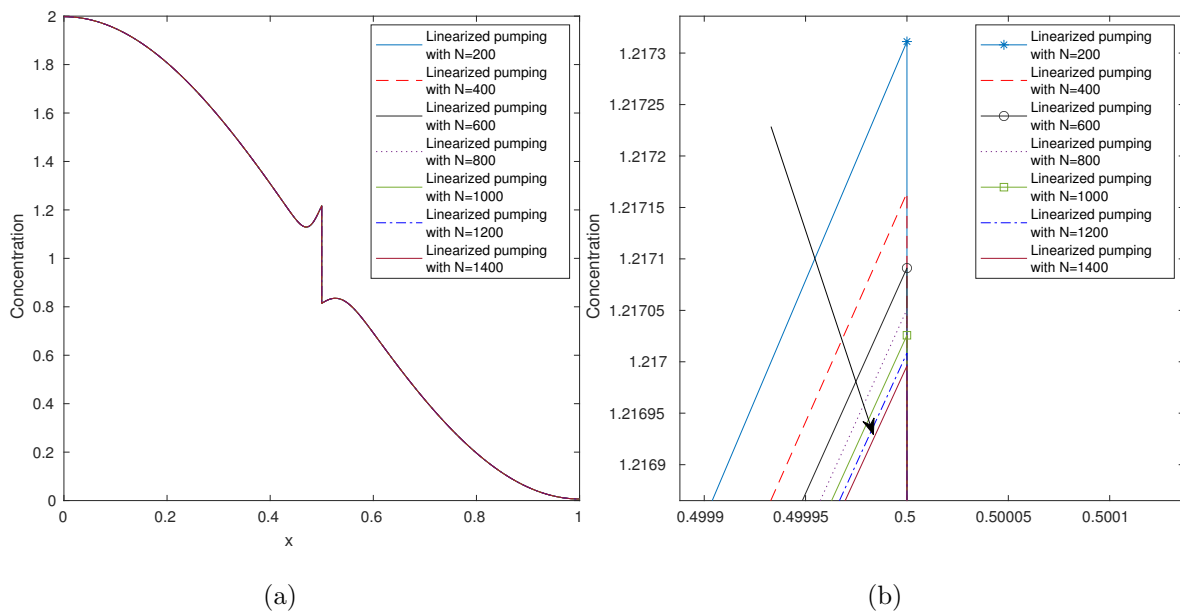 2
1.8
1.6
1.4
1.2
1
0.8
0.6
0.4
0.2
0
Concentration
0
0.2
0.4
0.6
0.8
1
x
Linearized pumping
with N=200
Linearized pumping
with N=400
Linearized pumping
with N=600
Linearized pumping
with N=800
Linearized pumping
with N=1000
Linearized pumping
with N=1200
Linearized pumping
with N=1400
(a)
1.2173
1.21725
1.2172
1.21715
1.2171
1.21705
1.217
1.21695
1.2169
Concentration
0.4999
0.49995
0.5
0.50005
0.5001
Linearized pumping
with N=200
Linearized pumping
with N=400
Linearized pumping
with N=600
Linearized pumping
with N=800
Linearized pumping
with N=1000
Linearized pumping
with N=1200
Linearized pumping
with N=1400
(b)